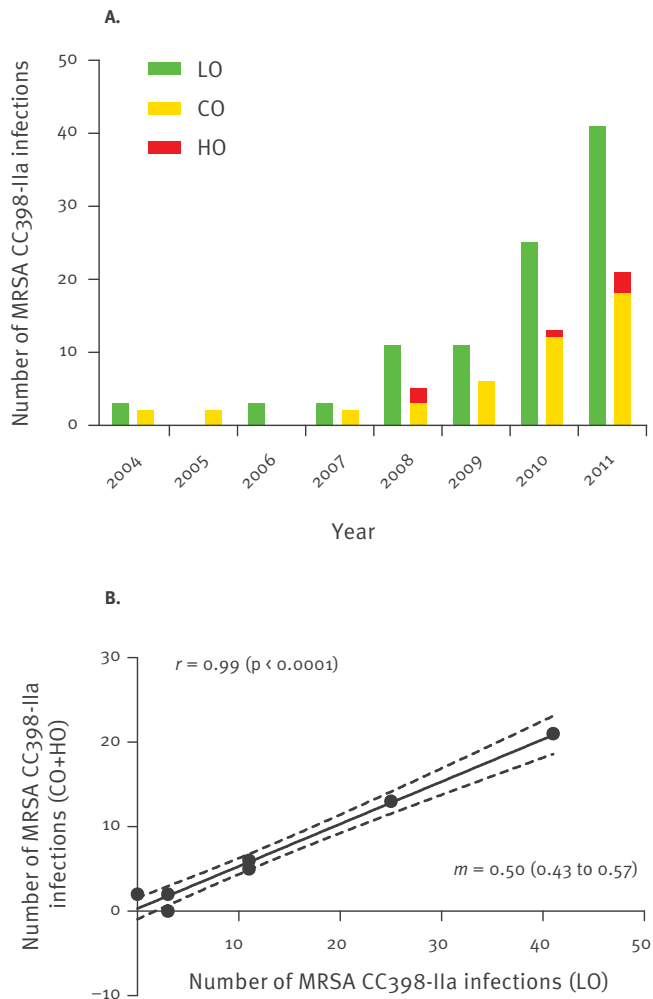 A.
Number of MRSA CC398-IIa infections
50
40
30
20
10
0
LO
CO
HO
2004
2005
2006
2007
2008
2009
2010
2011
Year
B.
Number of MRSA CC398-IIa
infections (CO+HO)
30
20
10
0
−10
r = 0.99 (p < 0.0001)
m = 0.50 (0.43 to 0.57)
10
20
30
40
50
Number of MRSA CC398-IIa infections (LO)